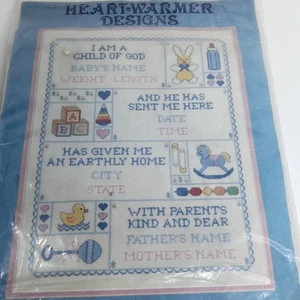 HEART WARMER
DESIGNS
I AM A
CHILD OF GOD
BABY'S NAME
WEIGHT LENGTH
AND HE HAS
SENT ME HERE
DATE
TIME
A
B C
HAS GIVEN ME
AN EARTHLY HOME
CITY
STATE
WITH PARENTS
KIND AND DEAR
FATHER'S NAME
MOTHER'S NAME